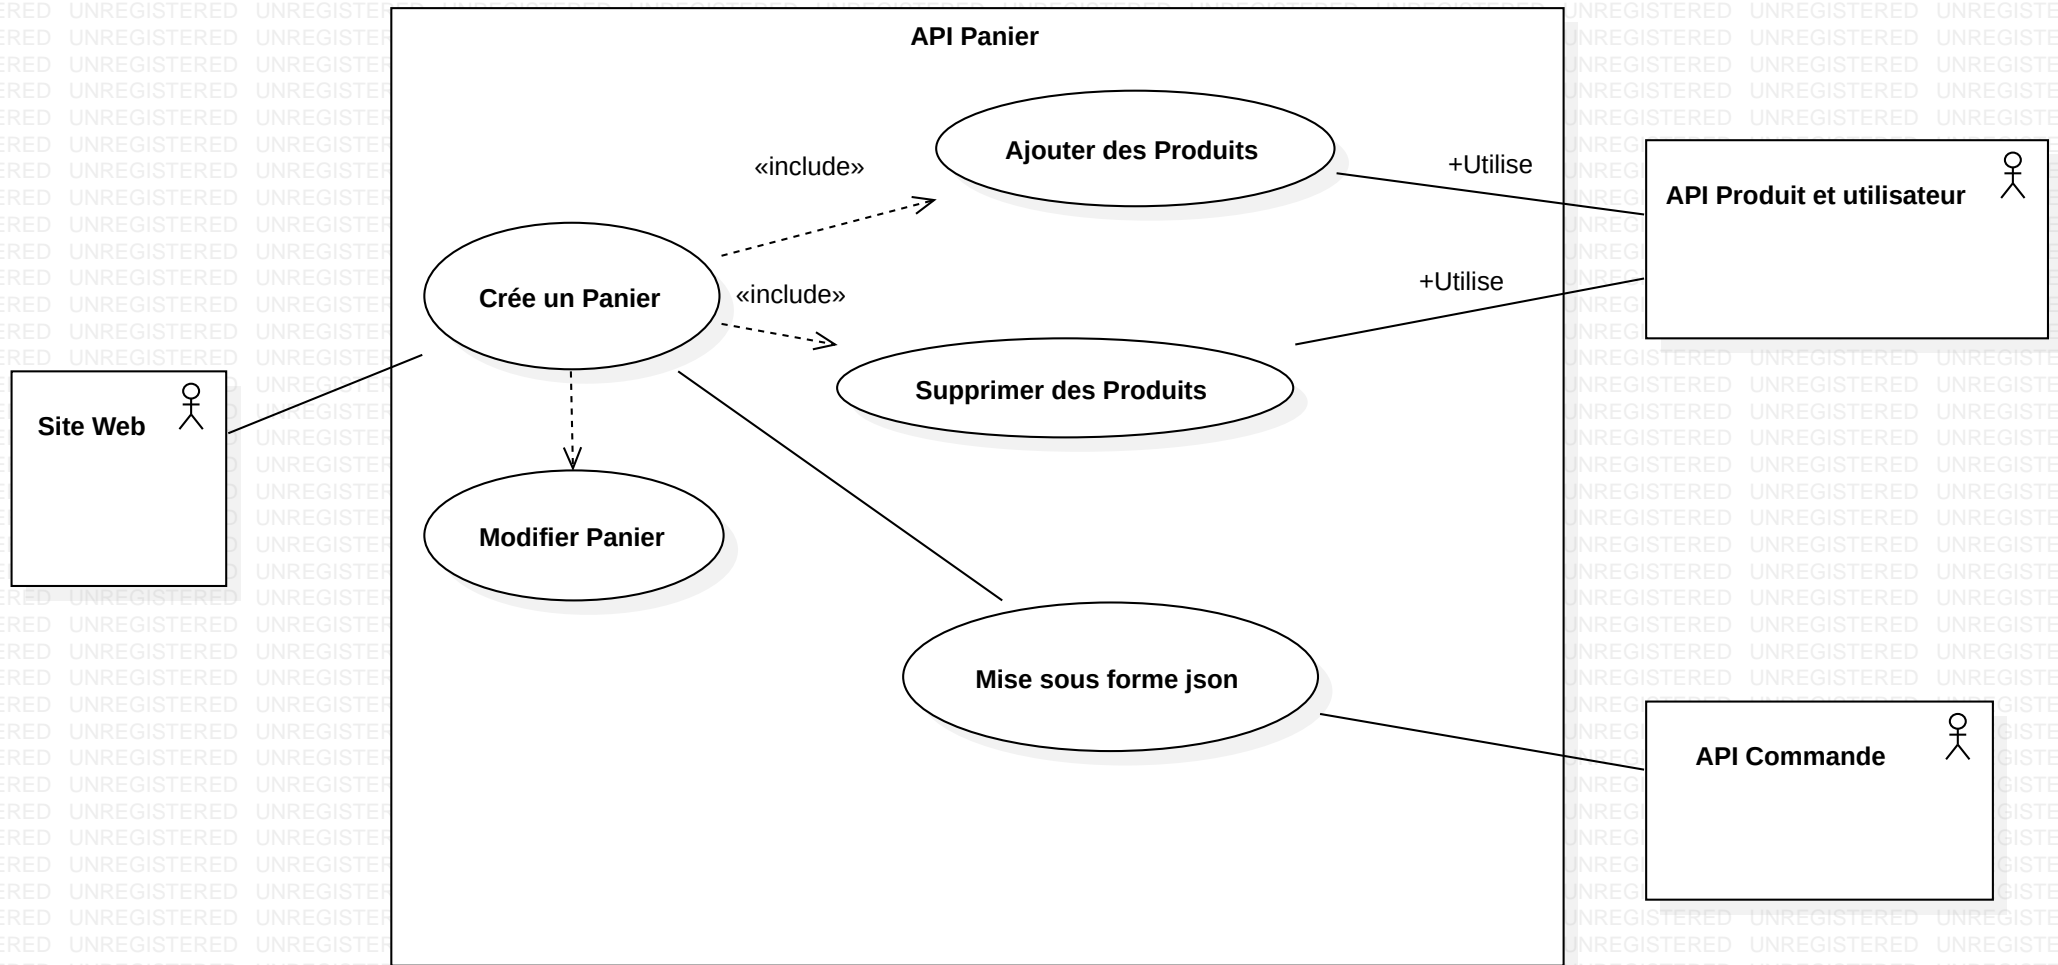 API Panier
Ajouter des Produits
«include»
+Utilise
API Produit et utilisateur
Crée un Panier
«include»
+Utilise
Supprimer des Produits
Site Web
Modifier Panier
Mise sous forme json
API Commande
UNREGISTERED